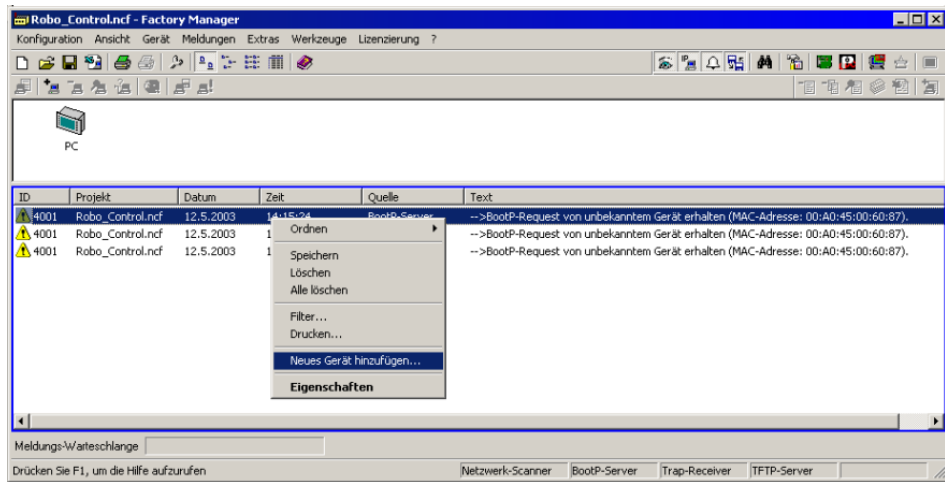 Robo_Control.ncf - Factory Manager
Konfiguration Ansicht Gerät Meldungen Extras Werkzeuge Lizenzierung ?
PC
ID Projekt Datum Zeit Quelle Text
4001 Robo_Control.ncf 12.5.2003 14:15:24 BootP-Server -->BootP-Request von unbekanntem Gerät erhalten (MAC-Adresse: 00:A0:45:00:60:87).
4001 Robo_Control.ncf 12.5.2003 1 -->BootP-Request von unbekanntem Gerät erhalten (MAC-Adresse: 00:A0:45:00:60:87).
4001 Robo_Control.ncf 12.5.2003 1 -->BootP-Request von unbekanntem Gerät erhalten (MAC-Adresse: 00:A0:45:00:60:87).
Ordnen
Speichern
Löschen
Alle löschen
Filter...
Drucken...
Neues Gerät hinzufügen...
Eigenschaften
Meldungs-Warteschlange
Drücken Sie F1, um die Hilfe aufzurufen Netzwerk-Scanner BootP-Server Trap-Receiver TFTP-Server